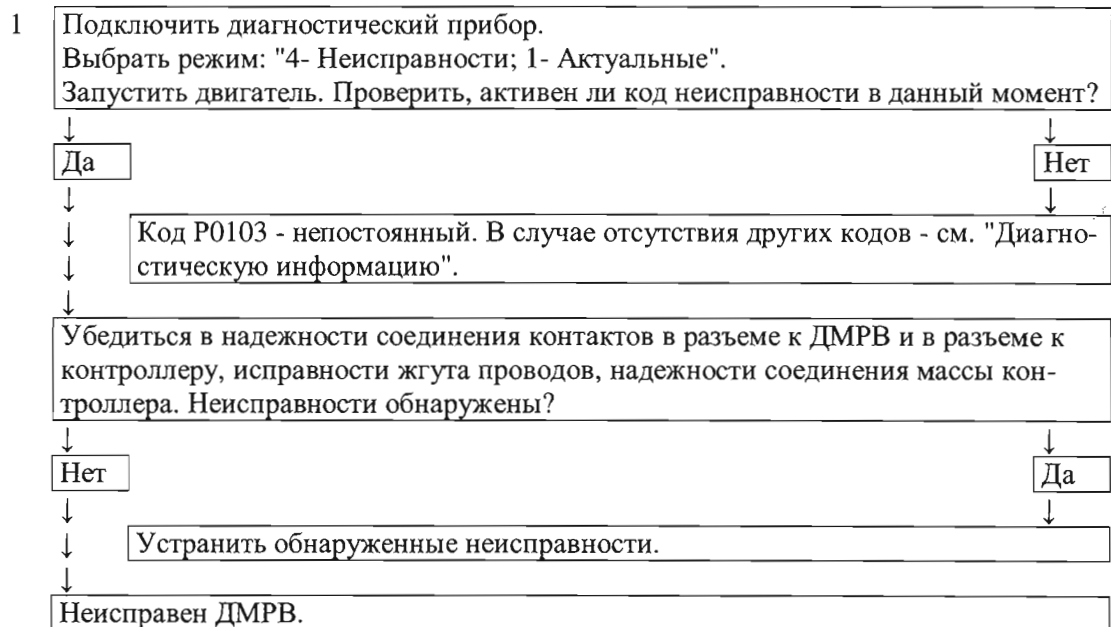 1 Подключить диагностический прибор.
Выбрать режим: "4- Неисправности; 1- Актуальные".
Запустить двигатель. Проверить, активен ли код неисправности в данный момент?
↓ ↓
Да Нет
↓ ↓
↓ Код Р0103 - непостоянный. В случае отсутствия других кодов - см. "Диагно-
↓ стическую информацию".
↓
Убедиться в надежности соединения контактов в разъеме к ДМРВ и в разъеме к
контроллеру, исправности жгута проводов, надежности соединения массы кон-
троллера. Неисправности обнаружены?
↓ ↓
Нет Да
↓ ↓
↓ Устранить обнаруженные неисправности.
↓
Неисправен ДМРВ.